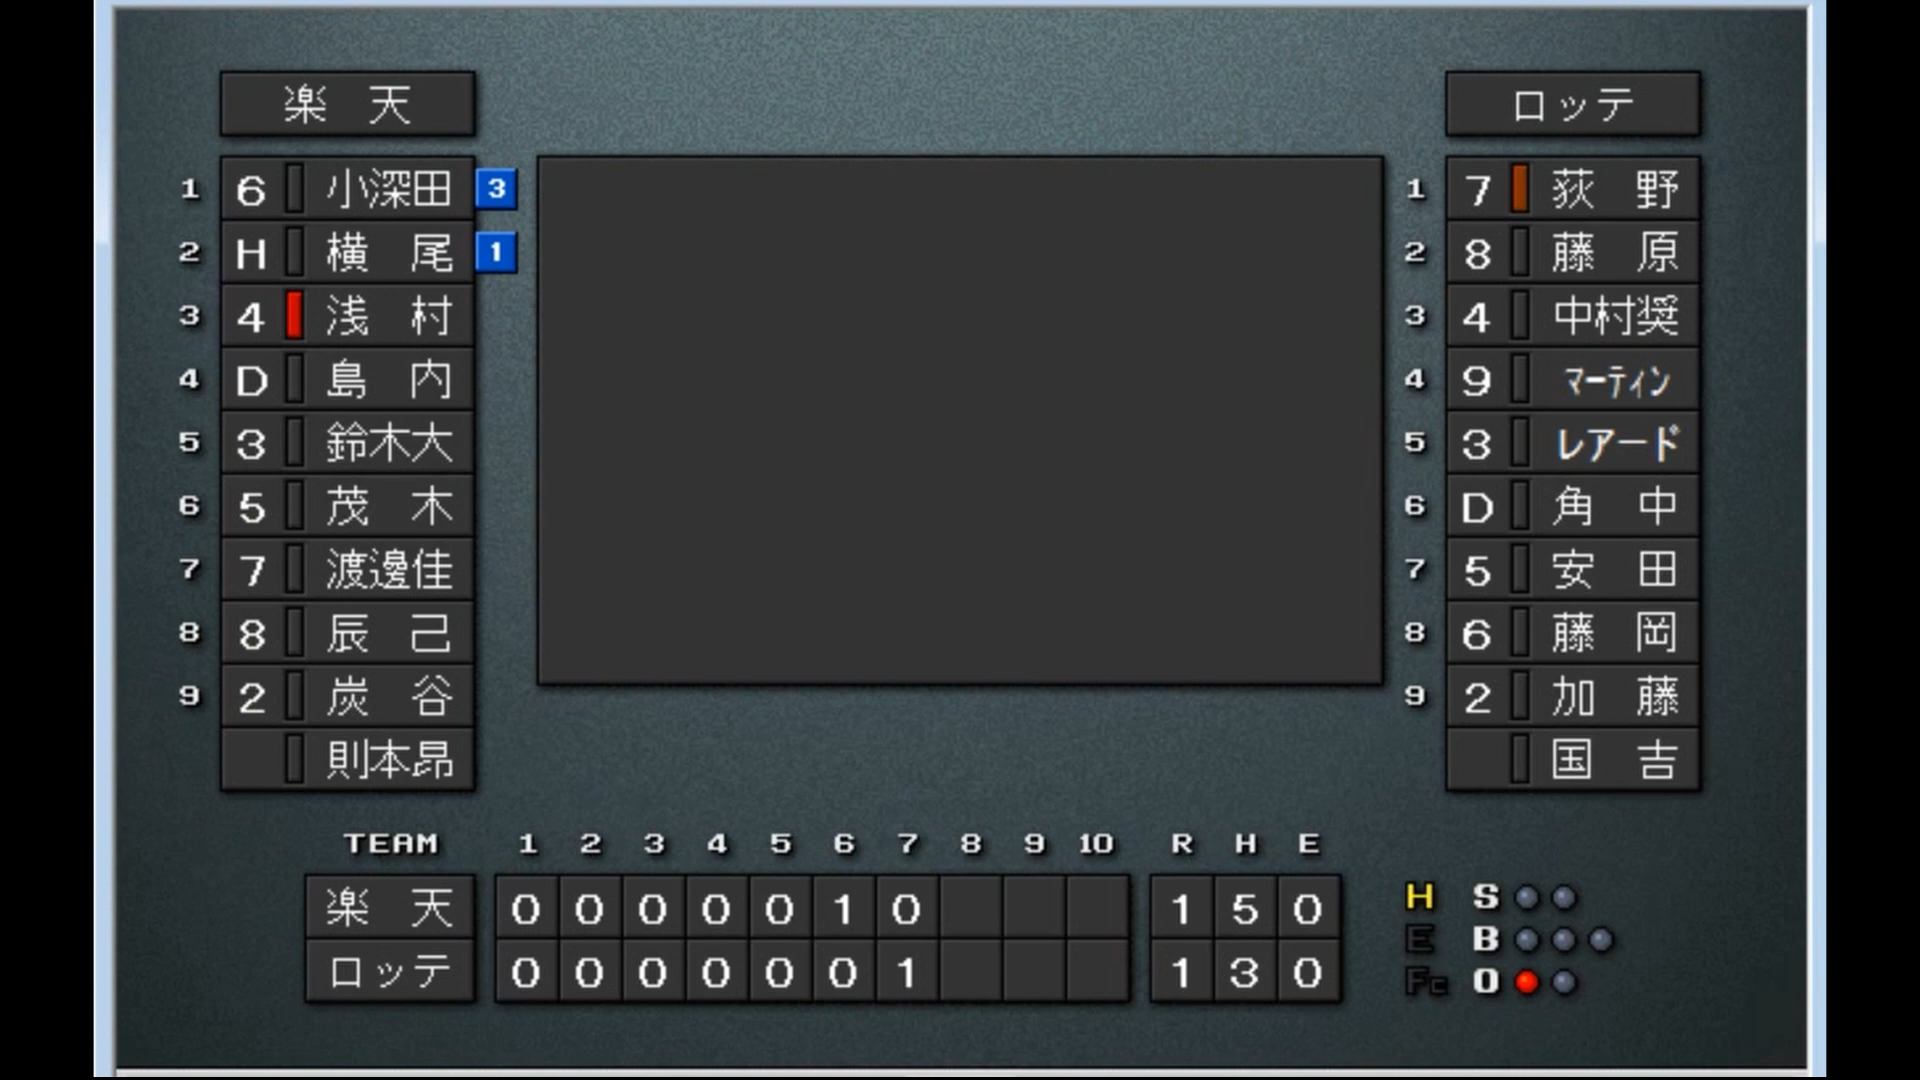 楽 天
1 6 小深田 3
2 H 横 尾 1
3 4 浅 村
4 D 島 内
5 3 鈴木大
6 5 茂 木
7 7 渡邊佳
8 8 辰 己
9 2 炭 谷
則本昂
ロッテ
1 7 荻 野
2 8 藤 原
3 4 中村奨
4 9 マーティン
5 3 レアード
6 D 角 中
7 5 安 田
8 6 藤 岡
9 2 加 藤
国 吉
TEAM 1 2 3 4 5 6 7 8 9 10 R H E
楽 天 0 0 0 0 0 1 0 1 5 0
ロッテ 0 0 0 0 0 0 1 1 3 0
H S
E B
Fc O